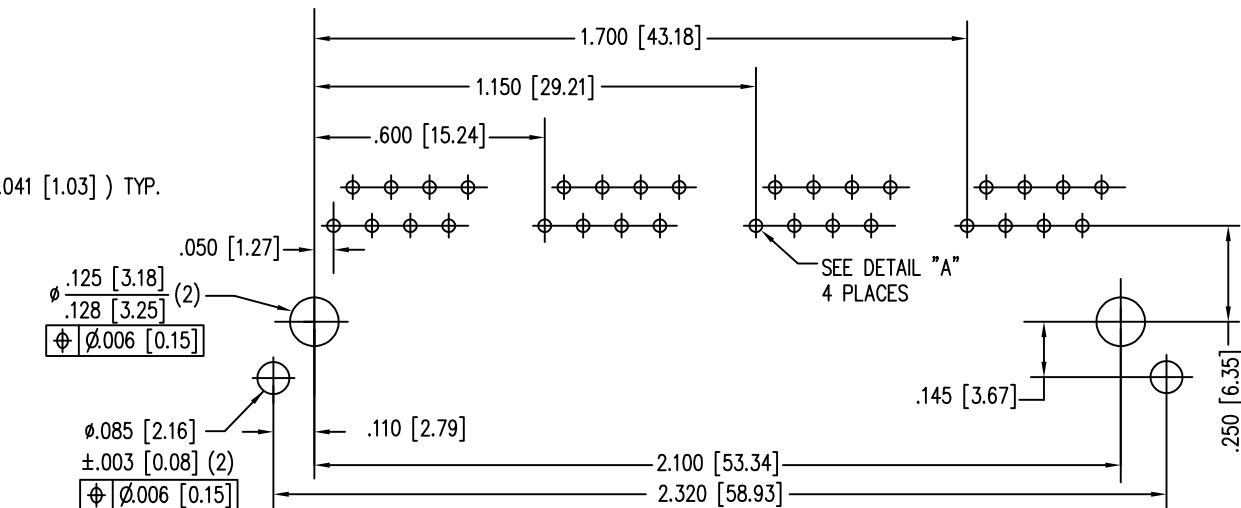 1.700 [43.18]
1.150 [29.21]
.600 [15.24]
.041 [1.03] ) TYP.
.050 [1.27]
SEE DETAIL "A"
4 PLACES
ø .125 [3.18] (2)
.128 [3.25]
⌖ Ø.006 [0.15]
.145 [3.67]
.250 [6.35]
ø.085 [2.16]
±.003 [0.08] (2)
⌖ Ø.006 [0.15]
.110 [2.79]
2.100 [53.34]
2.320 [58.93]